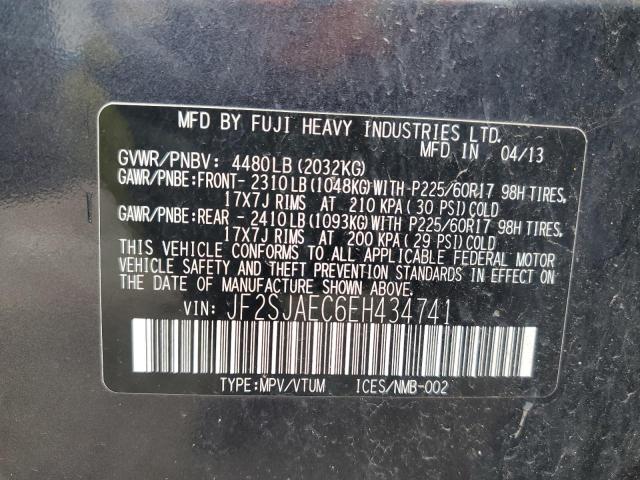 MFD BY FUJI HEAVY INDUSTRIES LTD.
GVWR/PNBV: 4480LB(2032KG) MFD IN 04/13
GAWR/PNBE:FRONT- 2310LB(1048KG)WITH-P225/60R17 98H TIRES,
17X7J RIMS AT 210 KPA(30 PSI)COLD
GAWR/PNBE:REAR - 2410LB(1093KG)WITH P225/60R17 98H TIRES,
17X7J RIMS AT 200 KPA(29 PSI)COLD
THIS VEHICLE CONFORMS TO ALL APPLICABLE FEDERAL MOTOR
VEHICLE SAFETY AND THEFT PREVENTION STANDARDS IN EFFECT
ON THE DATE OF MANUFACTURE SHOWN ABOVE.
VIN: JF2SJAEC6EH434741
TYPE:MPV/VTUM ICES/NMB-002